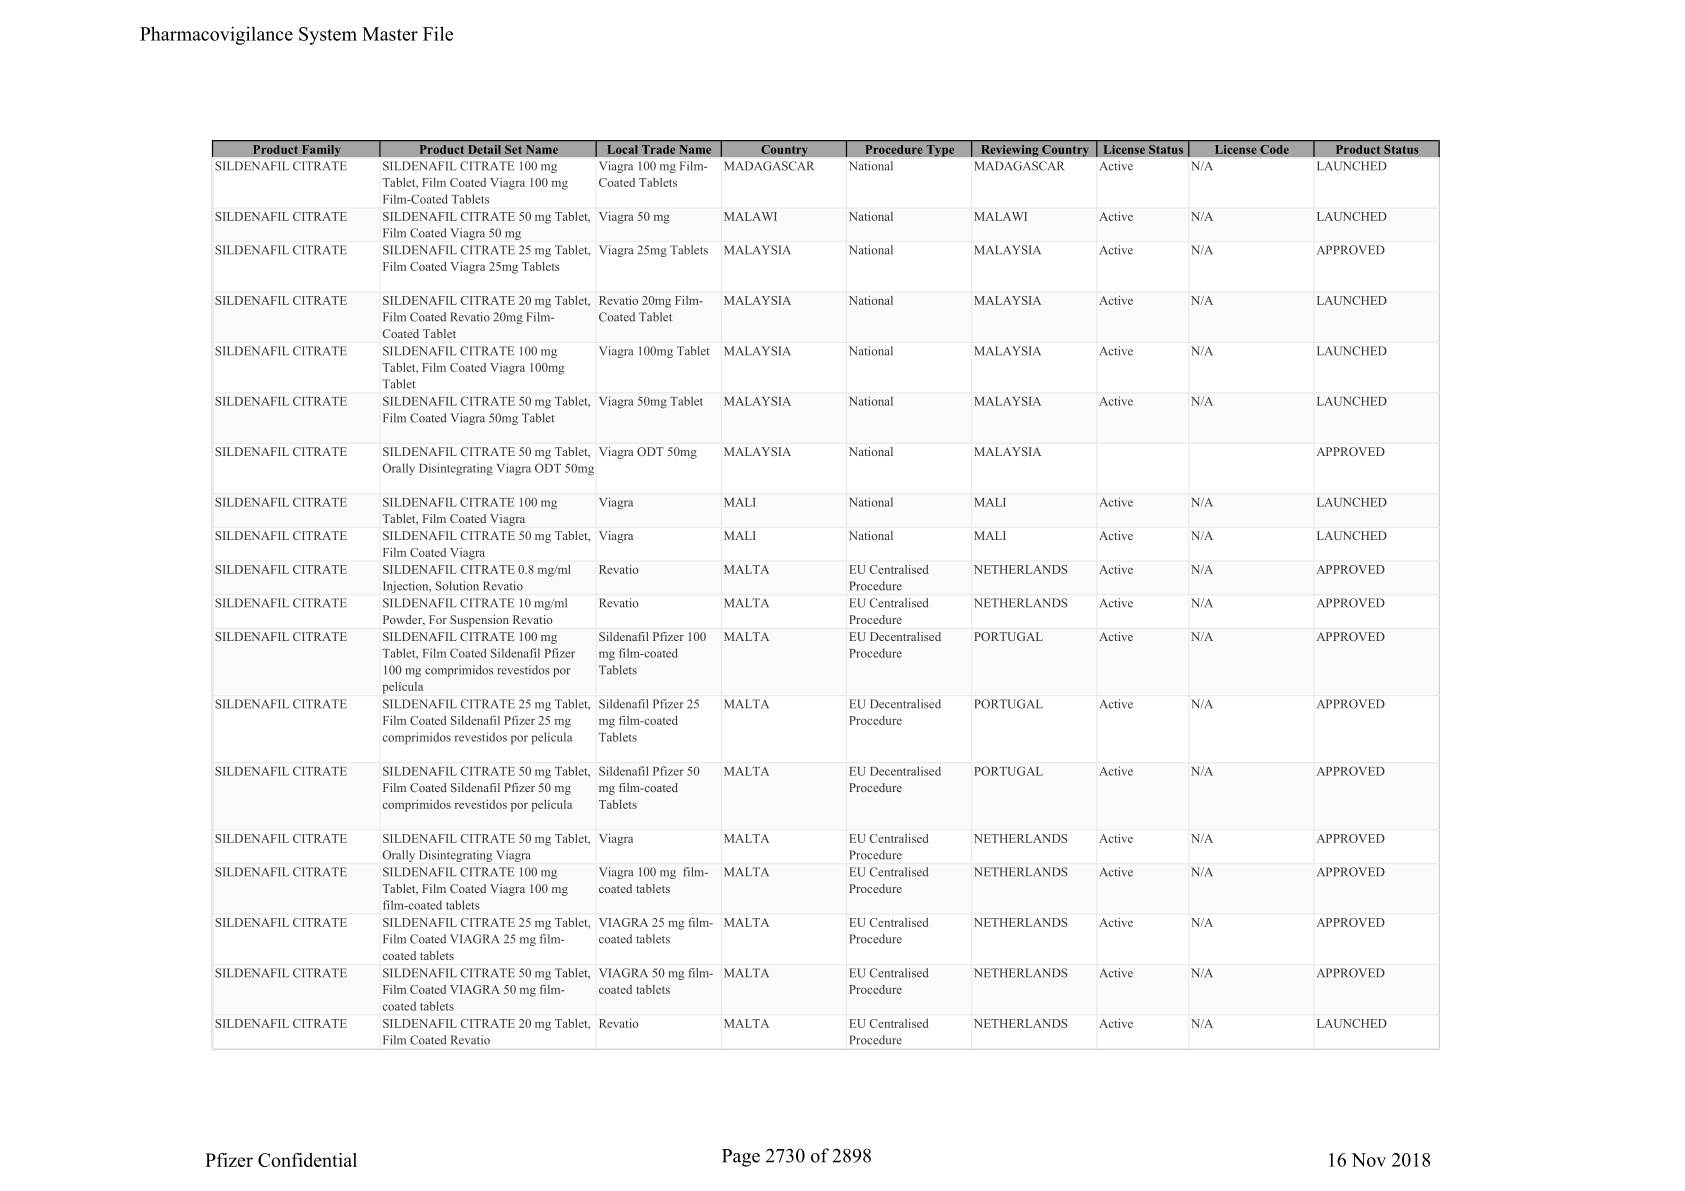 Pharmacovigilance System Master File
Product Family Product Detail Set Name Local Trade Name Country Procedure Type Reviewing Country License Status License Code Product Status
SILDENAFIL CITRATE SILDENAFIL CITRATE 100 mg Viagra 100 mg Film- MADAGASCAR National MADAGASCAR Active N/A LAUNCHED
Tablet, Film Coated Viagra 100 mg Coated Tablets
Film-Coated Tablets
SILDENAFIL CITRATE SILDENAFIL CITRATE 50 mg Tablet, Viagra 50 mg MALAWI National MALAWI Active N/A LAUNCHED
Film Coated Viagra 50 mg
SILDENAFIL CITRATE SILDENAFIL CITRATE 25 mg Tablet, Viagra 25mg Tablets MALAYSIA National MALAYSIA Active N/A APPROVED
Film Coated Viagra 25mg Tablets
SILDENAFIL CITRATE SILDENAFIL CITRATE 20 mg Tablet, Revatio 20mg Film- MALAYSIA National MALAYSIA Active N/A LAUNCHED
Film Coated Revatio 20mg Film- Coated Tablet
Coated Tablet
SILDENAFIL CITRATE SILDENAFIL CITRATE 100 mg Viagra 100mg Tablet MALAYSIA National MALAYSIA Active N/A LAUNCHED
Tablet, Film Coated Viagra 100mg
Tablet
SILDENAFIL CITRATE SILDENAFIL CITRATE 50 mg Tablet, Viagra 50mg Tablet MALAYSIA National MALAYSIA Active N/A LAUNCHED
Film Coated Viagra 50mg Tablet
SILDENAFIL CITRATE SILDENAFIL CITRATE 50 mg Tablet, Viagra ODT 50mg MALAYSIA National MALAYSIA APPROVED
Orally Disintegrating Viagra ODT 50mg
SILDENAFIL CITRATE SILDENAFIL CITRATE 100 mg Viagra MALI National MALI Active N/A LAUNCHED
Tablet, Film Coated Viagra
SILDENAFIL CITRATE SILDENAFIL CITRATE 50 mg Tablet, Viagra MALI National MALI Active N/A LAUNCHED
Film Coated Viagra
SILDENAFIL CITRATE SILDENAFIL CITRATE 0.8 mg/ml Revatio MALTA EU Centralised NETHERLANDS Active N/A APPROVED
Injection, Solution Revatio Procedure
SILDENAFIL CITRATE SILDENAFIL CITRATE 10 mg/ml Revatio MALTA EU Centralised NETHERLANDS Active N/A APPROVED
Powder, For Suspension Revatio Procedure
SILDENAFIL CITRATE SILDENAFIL CITRATE 100 mg Sildenafil Pfizer 100 MALTA EU Decentralised PORTUGAL Active N/A APPROVED
Tablet, Film Coated Sildenafil Pfizer mg film-coated Procedure
100 mg comprimidos revestidos por Tablets
película
SILDENAFIL CITRATE SILDENAFIL CITRATE 25 mg Tablet, Sildenafil Pfizer 25 MALTA EU Decentralised PORTUGAL Active N/A APPROVED
Film Coated Sildenafil Pfizer 25 mg mg film-coated Procedure
comprimidos revestidos por película Tablets
SILDENAFIL CITRATE SILDENAFIL CITRATE 50 mg Tablet, Sildenafil Pfizer 50 MALTA EU Decentralised PORTUGAL Active N/A APPROVED
Film Coated Sildenafil Pfizer 50 mg mg film-coated Procedure
comprimidos revestidos por película Tablets
SILDENAFIL CITRATE SILDENAFIL CITRATE 50 mg Tablet, Viagra MALTA EU Centralised NETHERLANDS Active N/A APPROVED
Orally Disintegrating Viagra Procedure
SILDENAFIL CITRATE SILDENAFIL CITRATE 100 mg Viagra 100 mg film- MALTA EU Centralised NETHERLANDS Active N/A APPROVED
Tablet, Film Coated Viagra 100 mg coated tablets Procedure
film-coated tablets
SILDENAFIL CITRATE SILDENAFIL CITRATE 25 mg Tablet, VIAGRA 25 mg film- MALTA EU Centralised NETHERLANDS Active N/A APPROVED
Film Coated VIAGRA 25 mg film- coated tablets Procedure
coated tablets
SILDENAFIL CITRATE SILDENAFIL CITRATE 50 mg Tablet, VIAGRA 50 mg film- MALTA EU Centralised NETHERLANDS Active N/A APPROVED
Film Coated VIAGRA 50 mg film- coated tablets Procedure
coated tablets
SILDENAFIL CITRATE SILDENAFIL CITRATE 20 mg Tablet, Revatio MALTA EU Centralised NETHERLANDS Active N/A LAUNCHED
Film Coated Revatio Procedure
Pfizer Confidential Page 2730 of 2898 16 Nov 2018